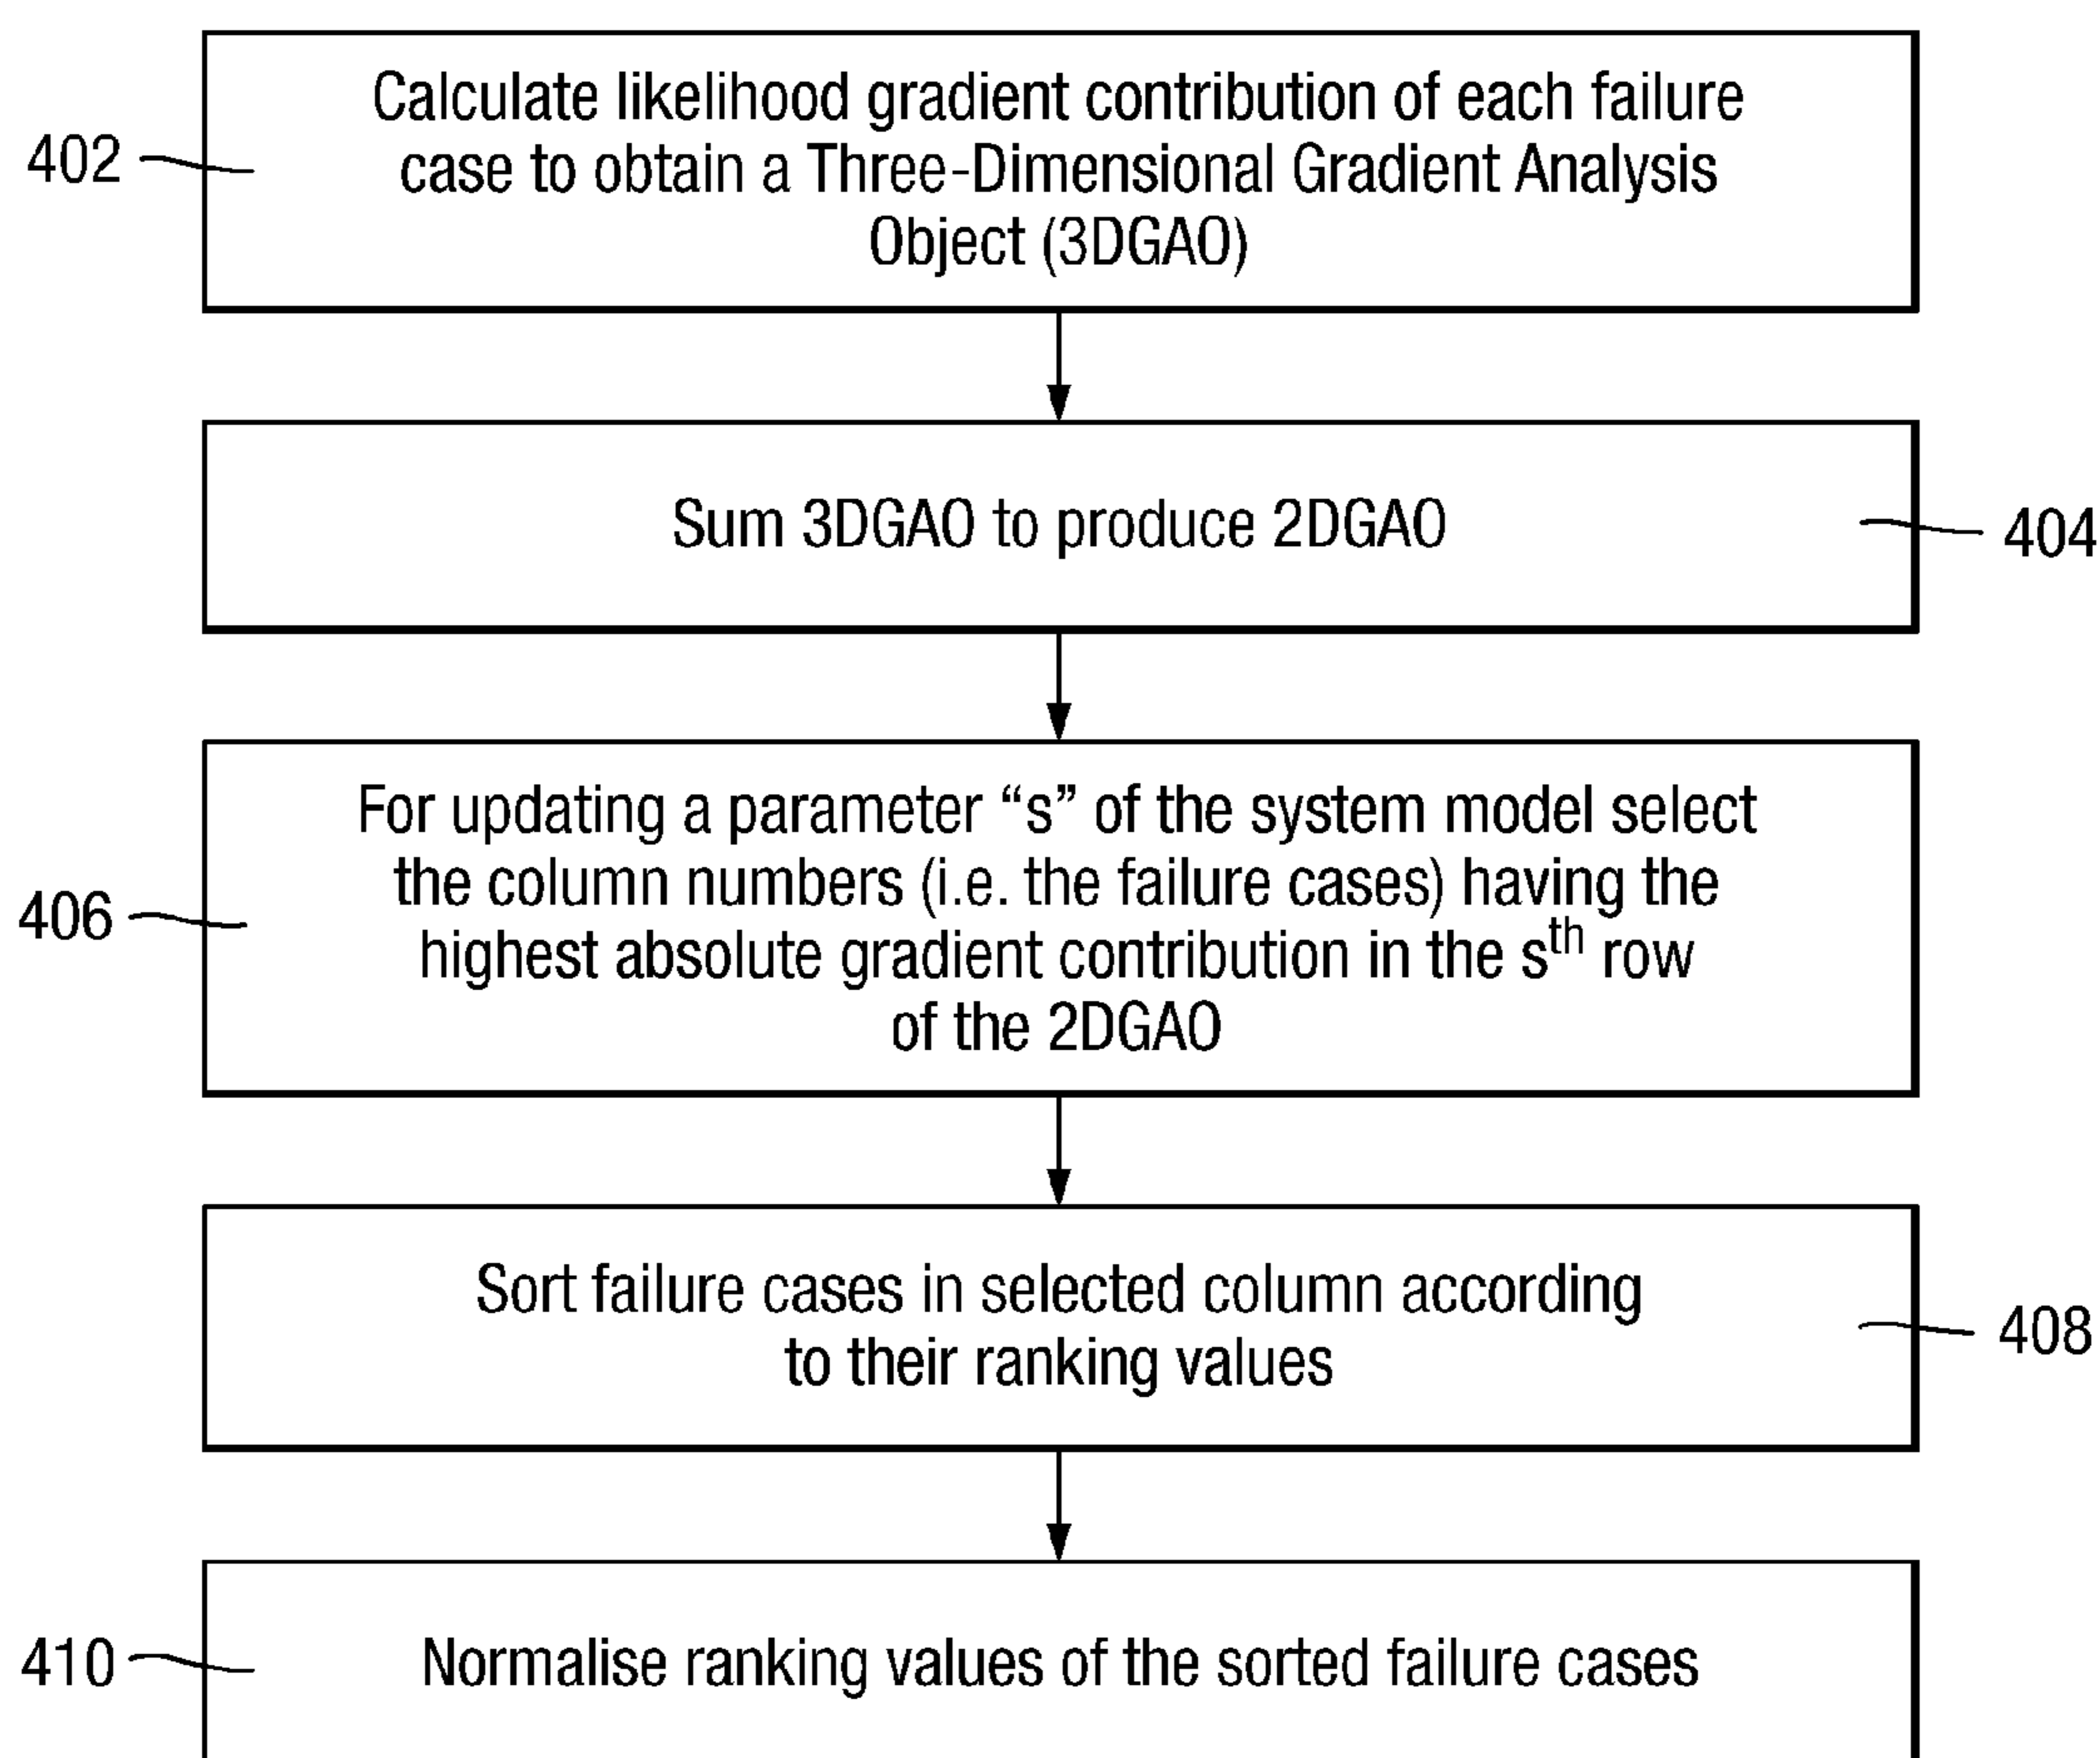 Calculate likelihood gradient contribution of each failure
case to obtain a Three-Dimensional Gradient Analysis
Object (3DGAO)
402
Sum 3DGAO to produce 2DGAO
404
For updating a parameter “s” of the system model select
the column numbers (i.e. the failure cases) having the
highest absolute gradient contribution in the sth row
of the 2DGAO
406
Sort failure cases in selected column according
to their ranking values
408
Normalise ranking values of the sorted failure cases
410